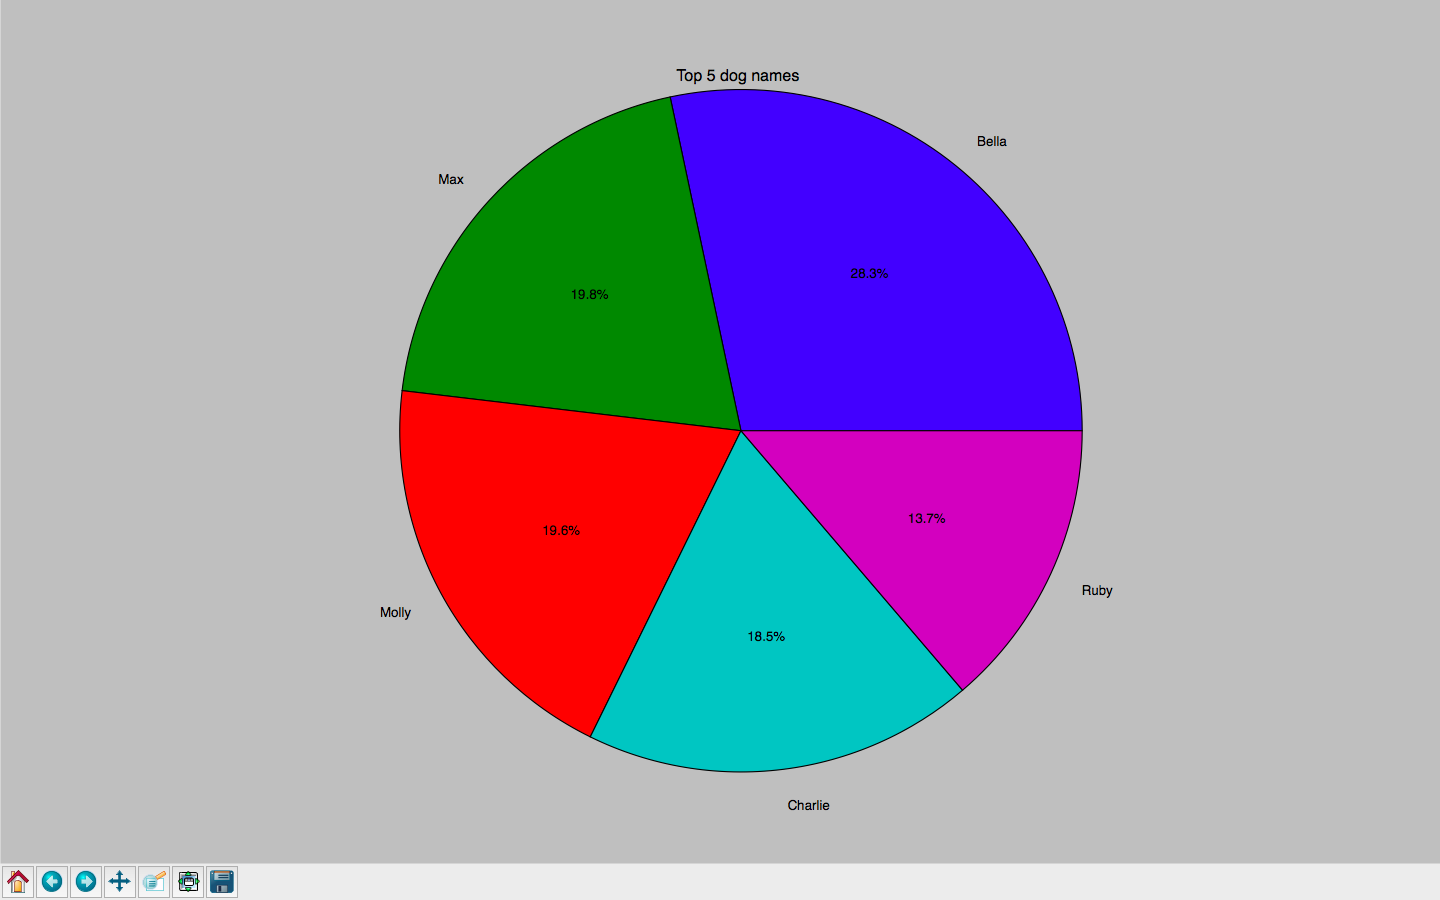 Top 5 dog names
Bella
Max
28.3%
19.8%
13.7%
19.6%
Ruby
Molly
18.5%
Charlie